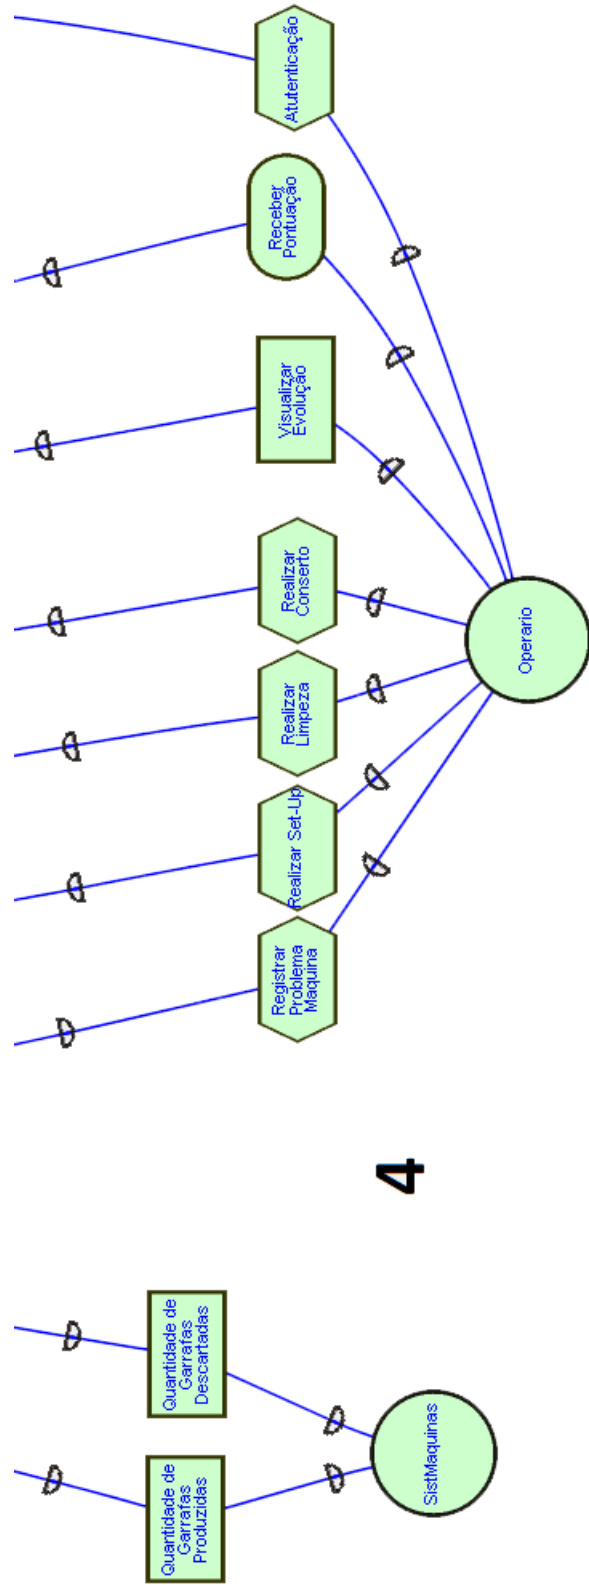 Quantidade de
Garrafas
Produzidas
Quantidade de
Garrafas
Descartadas
Registrar
Problema
Maquina
Realizar Set-Up
Realizar
Limpeza
Realizar
Conserto
Visualizar
Evolução
Receber
Pontuação
Atutenticação
SistMaquinas
4
Operario